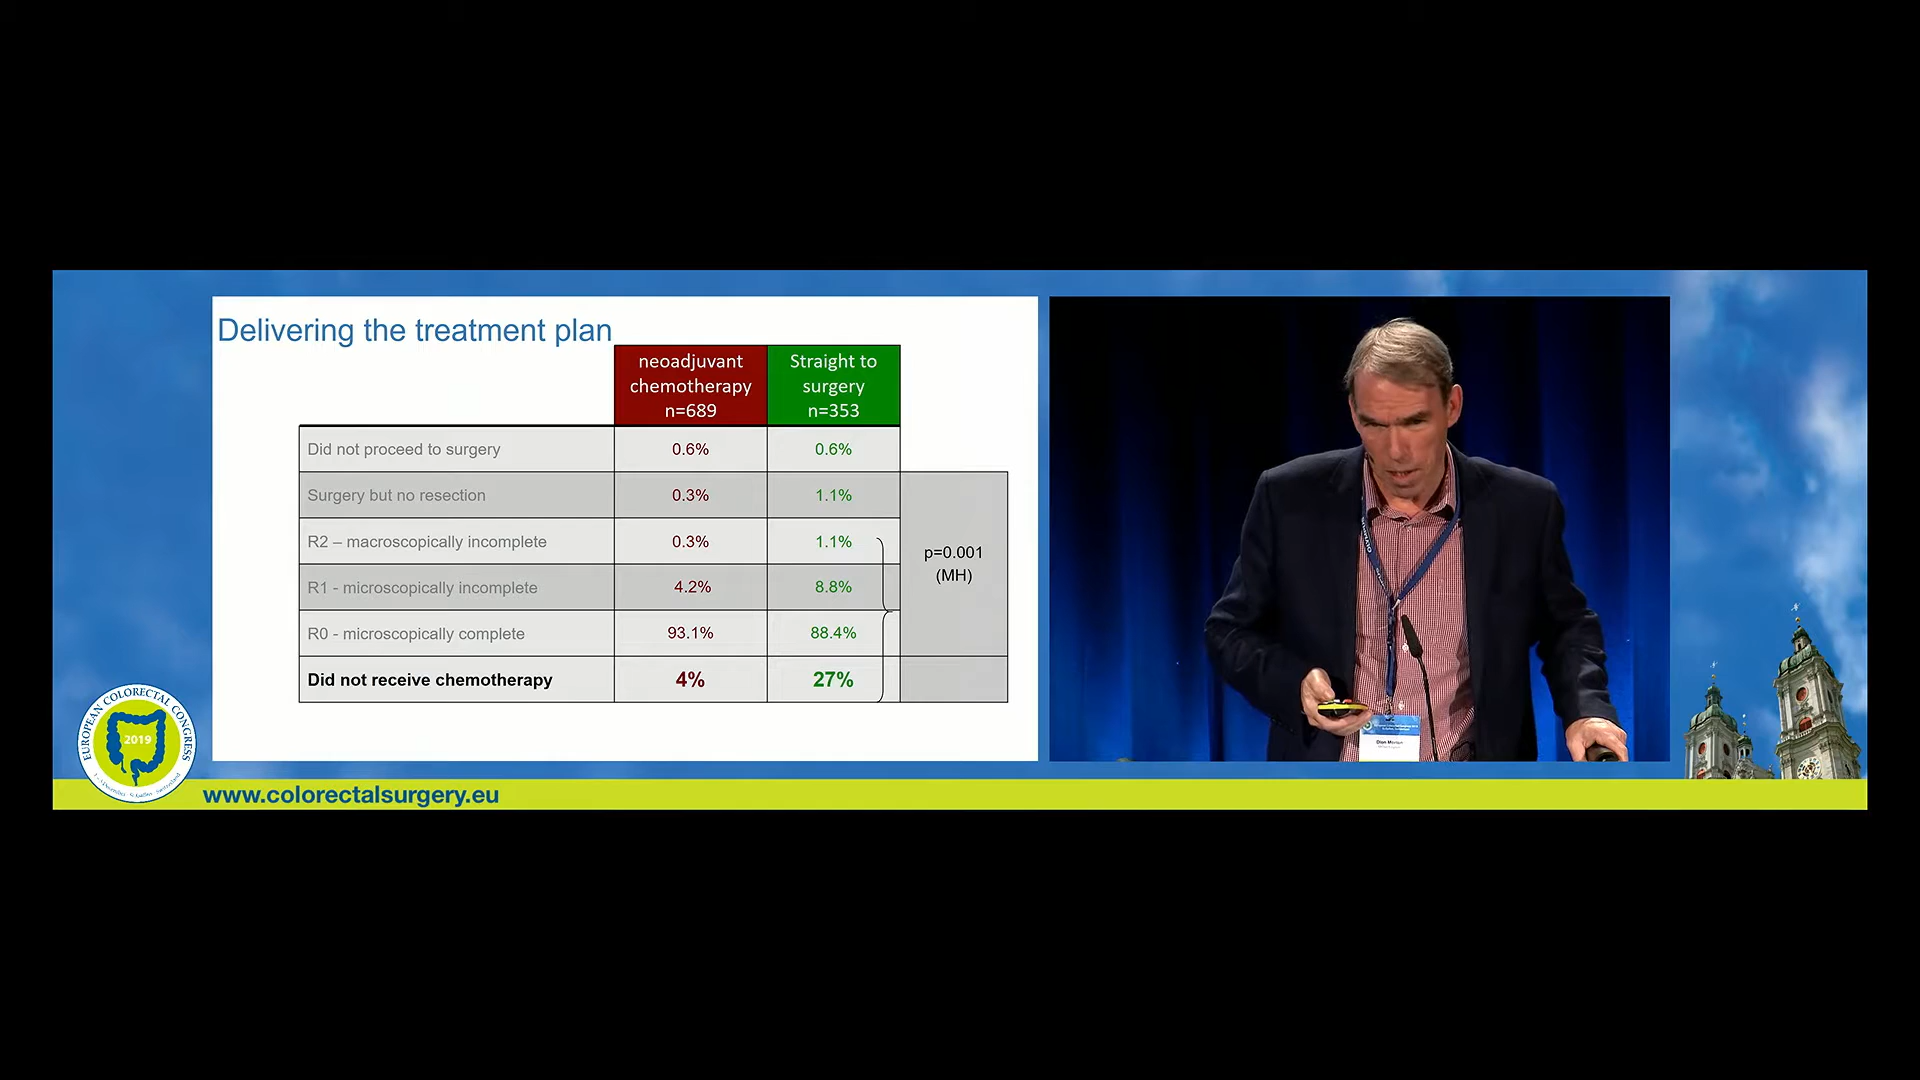 Delivering the treatment plan
neoadjuvant
chemotherapy
n=689
Straight to
surgery
n=353
Did not proceed to surgery 0.6% 0.6%
Surgery but no resection 0.3% 1.1%
R2 – macroscopically incomplete 0.3% 1.1%
R1 - microscopically incomplete 4.2% 8.8%
R0 - microscopically complete 93.1% 88.4%
p=0.001
(MH)
Did not receive chemotherapy 4% 27%
EUROPEAN COLORECTAL CONGRESS
2019
www.colorectalsurgery.eu